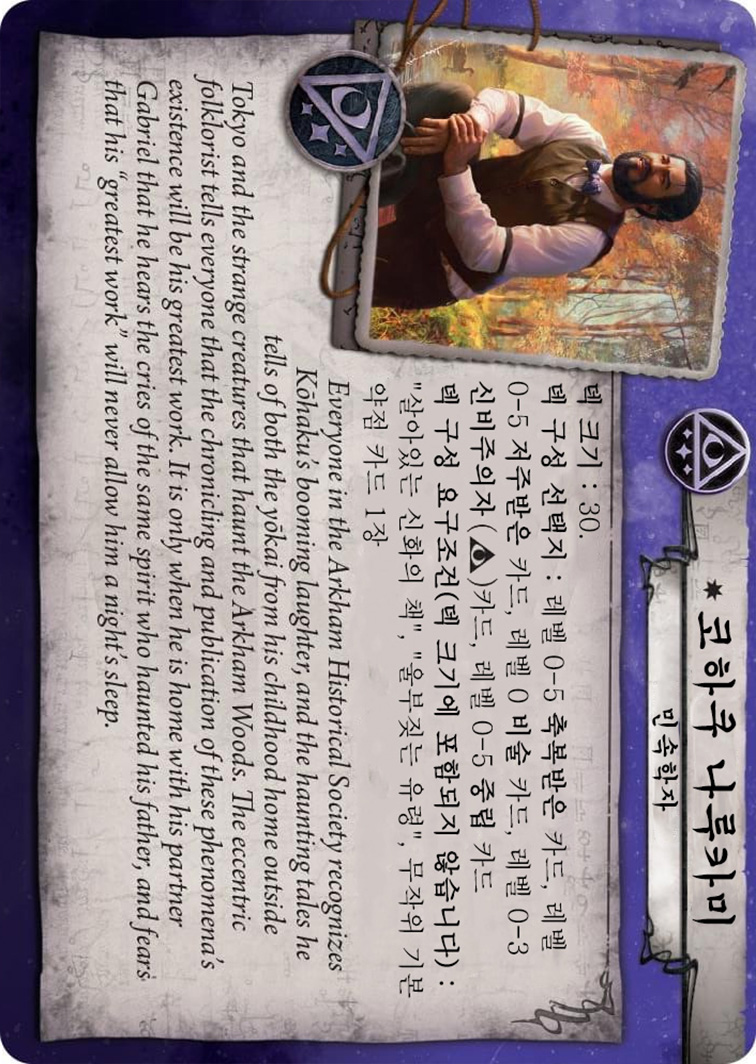 코하쿠 나루카미
민속학자
덱 크기 : 30.
덱 구성 선택지 : 레벨 0-5 축복받은 카드, 레벨
0-5 저주받은 카드, 레벨 0 비술 카드, 레벨 0-3
신비주의자 ( )카드, 레벨 0-5 중립 카드
덱 구성 요구조건(덱 크기에 포함되지 않습니다) :
"살아있는 신화의 책", "울부짖는 유령", 무작위 기본
약점 카드 1장
Everyone in the Arkham Historical Society recognizes
Kōhaku's booming laughter, and the haunting tales he
tells of both the yōkai from his childhood home outside
Tokyo and the strange creatures that haunt the Arkham Woods. The eccentric
folklorist tells everyone that the chronicling and publication of these phenomena's
existence will be his greatest work. It is only when he is home with his partner
Gabriel that he hears the cries of the same spirit who haunted his father, and fears
that his “greatest work” will never allow him a night's sleep.